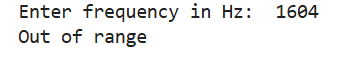 Enter frequency in Hz:  1604
Out of range